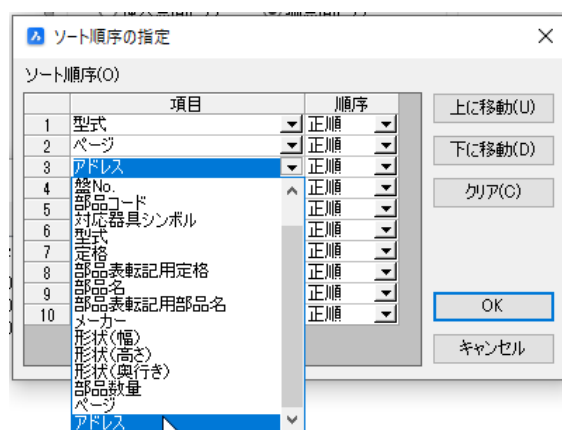 ソート順序の指定
ソート順序(O)
項目 順序
1 型式 正順
2 ページ 正順
3 アドレス 正順
4 盤No. 正順
5 部品コード 正順
対応器具シンボル
6 型式 正順
7 定格 正順
8 部品表転記用定格 正順
9 部品名 正順
部品表転記用部品名
10 メーカー 正順
形状(幅)
形状(高さ)
形状(奥行き)
部品数量
ページ
アドレス
上に移動(U)
下に移動(D)
クリア(C)
OK
キャンセル